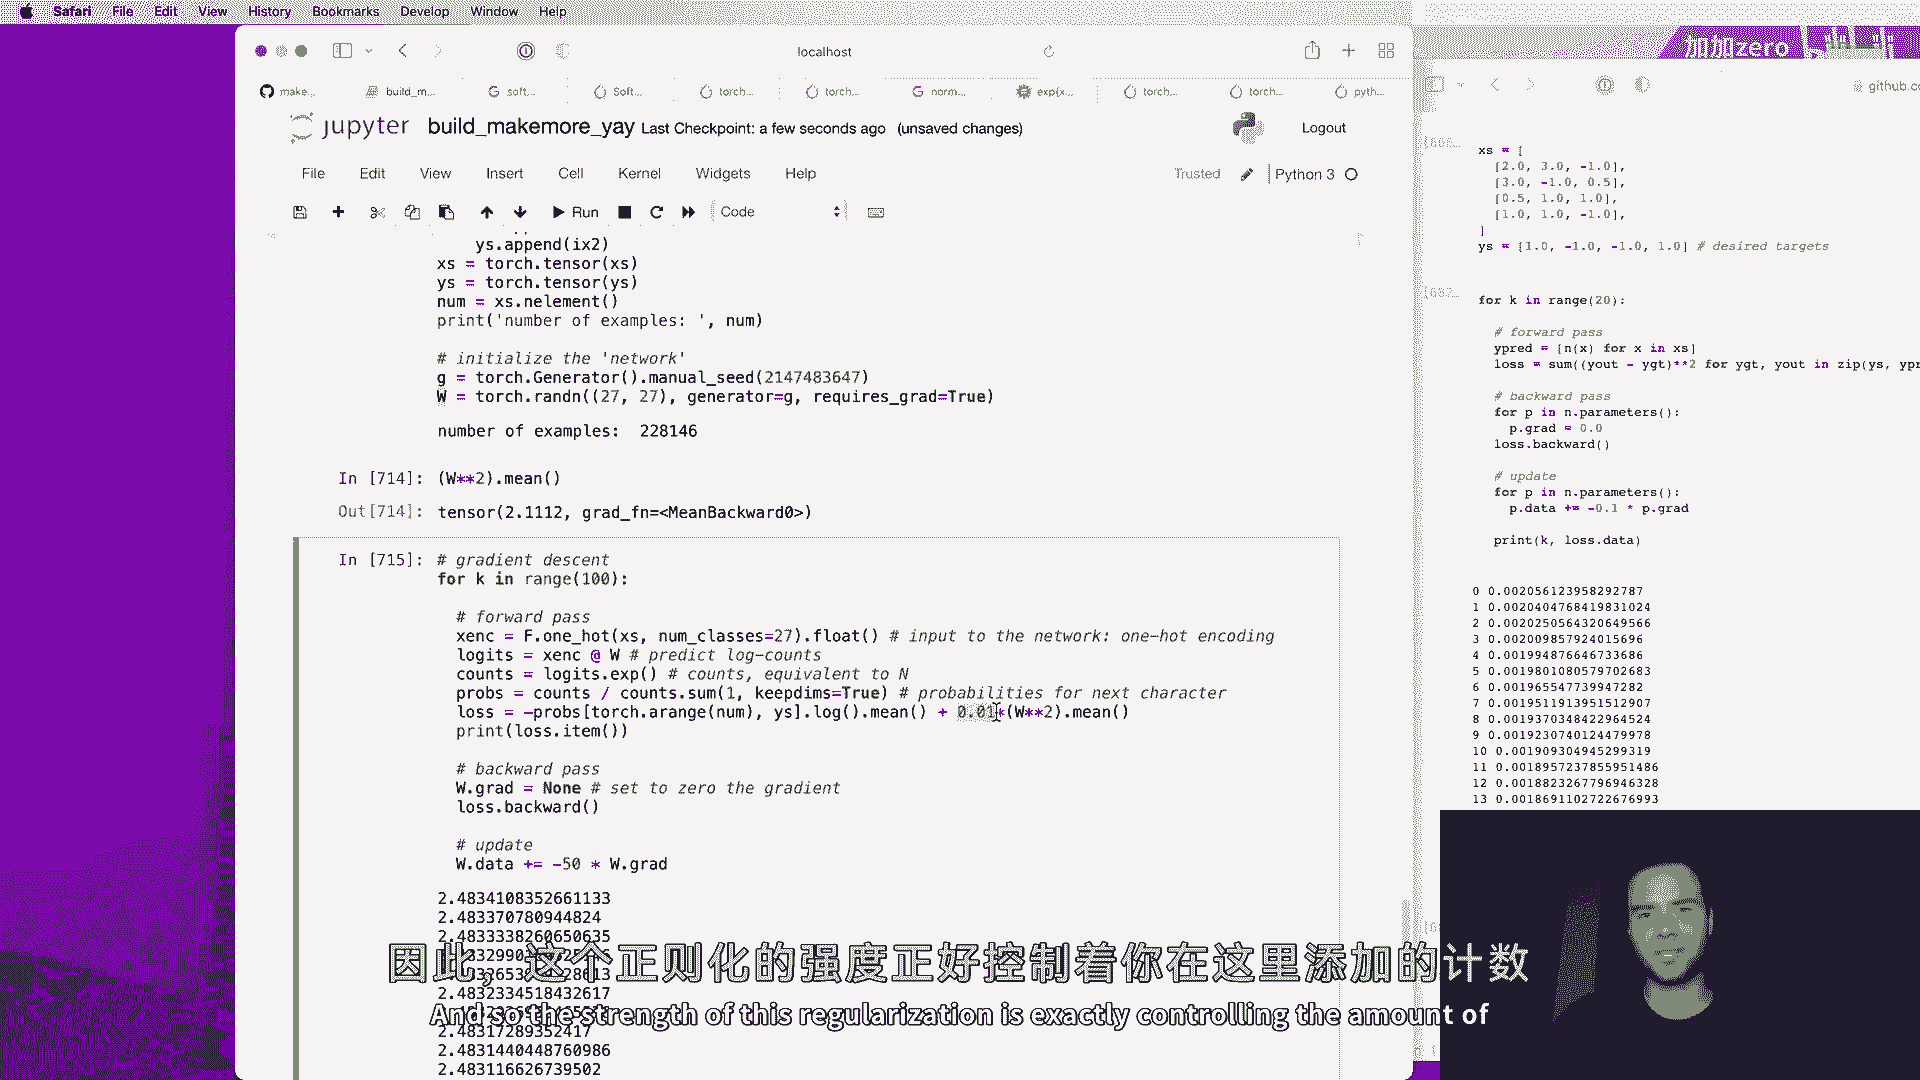 Safari File Edit View History Bookmarks Develop Window Help
加加zero
localhost
make... build_m... soft... Soft... torch... torch... norm... exp(x... torch,... torch... pyth...
github.co
jupyter build_makemore_yay Last Checkpoint: a few seconds ago (unsaved changes)
Logout
File Edit View Insert Cell Kernel Widgets Help
Trusted Python 3
Run Code
ys.append(ix2)
xs = torch.tensor(xs)
ys = torch.tensor(ys)
num = xs.nelement()
print('number of examples: ', num)
# initialize the 'network'
g = torch.Generator().manual_seed(2147483647)
W = torch.randn((27, 27), generator=g, requires_grad=True)
number of examples:  228146
In [714]: (W**2).mean()
Out[714]: tensor(2.1112, grad_fn=<MeanBackward0>)
In [715]: # gradient descent
for k in range(100):
# forward pass
xenc = F.one_hot(xs, num_classes=27).float() # input to the network: one-hot encoding
logits = xenc @ W # predict log-counts
counts = logits.exp() # counts, equivalent to N
probs = counts / counts.sum(1, keepdims=True) # probabilities for next character
loss = -probs[torch.arange(num), ys].log().mean() + 0.01*(W**2).mean()
print(loss.item())
# backward pass
W.grad = None # set to zero the gradient
loss.backward()
# update
W.data += -50 * W.grad
2.4834108352661133
2.483370780944824
2.4833338260650635
2.4832334518432617
2.48317289352417
2.4831440448760986
2.483116626739502
xs = [
[2.0, 3.0, -1.0],
[3.0, -1.0, 0.5],
[0.5, 1.0, 1.0],
[1.0, 1.0, -1.0],
]
ys = [1.0, -1.0, -1.0, 1.0] # desired targets
for k in range(20):
# forward pass
ypred = [n(x) for x in xs]
loss = sum((yout - ygt)**2 for ygt, yout in zip(ys, ypr
# backward pass
for p in n.parameters():
p.grad = 0.0
loss.backward()
# update
for p in n.parameters():
p.data += -0.1 * p.grad
print(k, loss.data)
0 0.002056123958292787
1 0.0020404768419831024
2 0.0020250564320649566
3 0.002009857924015696
4 0.001994876646733686
5 0.0019801080579702683
6 0.001965547739947282
7 0.0019511913951512907
8 0.0019370348422964524
9 0.0019230740124479978
10 0.001909304945299319
11 0.0018957237855951486
12 0.0018823267796946328
13 0.0018691102722676993
因此，这个正则化的强度正好控制着你在这里添加的计数
And so the strength of this regularization is exactly controlling the amount of